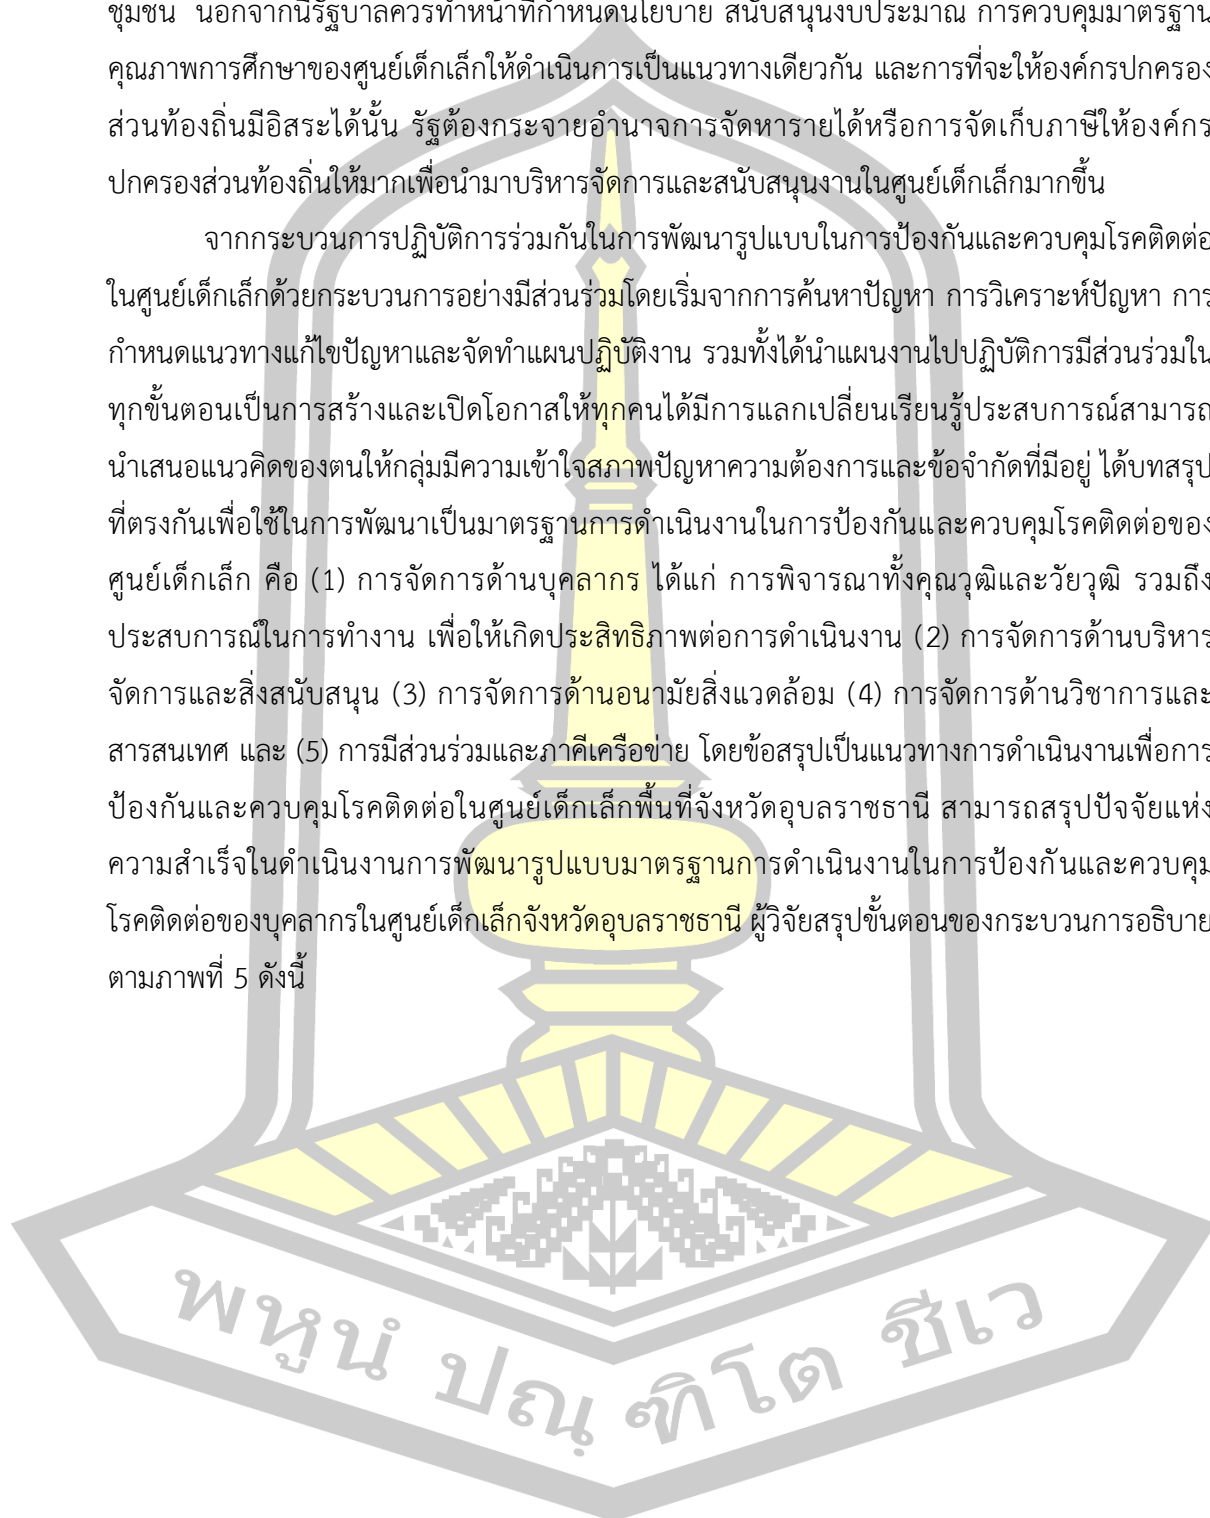 ชุมชน นอกจากนี้รัฐบาลควรทำหน้าที่กำหนดนโยบาย สนับสนุนงบประมาณ การควบคุมมาตรฐาน
คุณภาพการศึกษาของศูนย์เด็กเล็กให้ดำเนินการเป็นแนวทางเดียวกัน และการที่จะให้องค์กรปกครอง
ส่วนท้องถิ่นมีอิสระได้นั้น รัฐต้องกระจายอำนาจการจัดหารายได้หรือการจัดเก็บภาษีให้องค์กร
ปกครองส่วนท้องถิ่นให้มากเพื่อนำมาบริหารจัดการและสนับสนุนงานในศูนย์เด็กเล็กมากขึ้น
จากกระบวนการปฏิบัติการร่วมกันในการพัฒนารูปแบบในการป้องกันและควบคุมโรคติดต่อ
ในศูนย์เด็กเล็กด้วยกระบวนการอย่างมีส่วนร่วมโดยเริ่มจากการค้นหาปัญหา การวิเคราะห์ปัญหา การ
กำหนดแนวทางแก้ไขปัญหาและจัดทำแผนปฏิบัติงาน รวมทั้งได้นำแผนงานไปปฏิบัติการมีส่วนร่วมใน
ทุกขั้นตอนเป็นการสร้างและเปิดโอกาสให้ทุกคนได้มีการแลกเปลี่ยนเรียนรู้ประสบการณ์สามารถ
นำเสนอแนวคิดของตนให้กลุ่มมีความเข้าใจสภาพปัญหาความต้องการและข้อจำกัดที่มีอยู่ ได้บทสรุป
ที่ตรงกันเพื่อใช้ในการพัฒนาเป็นมาตรฐานการดำเนินงานในการป้องกันและควบคุมโรคติดต่อของ
ศูนย์เด็กเล็ก คือ (1) การจัดการด้านบุคลากร ได้แก่ การพิจารณาทั้งคุณวุฒิและวัยวุฒิ รวมถึง
ประสบการณ์ในการทำงาน เพื่อให้เกิดประสิทธิภาพต่อการดำเนินงาน (2) การจัดการด้านบริหาร
จัดการและสิ่งสนับสนุน (3) การจัดการด้านอนามัยสิ่งแวดล้อม (4) การจัดการด้านวิชาการและ
สารสนเทศ และ (5) การมีส่วนร่วมและภาคีเครือข่าย โดยข้อสรุปเป็นแนวทางการดำเนินงานเพื่อการ
ป้องกันและควบคุมโรคติดต่อในศูนย์เด็กเล็กพื้นที่จังหวัดอุบลราชธานี สามารถสรุปปัจจัยแห่ง
ความสำเร็จในดำเนินงานการพัฒนารูปแบบมาตรฐานการดำเนินงานในการป้องกันและควบคุม
โรคติดต่อของบุคลากรในศูนย์เด็กเล็กจังหวัดอุบลราชธานี ผู้วิจัยสรุปขั้นตอนของกระบวนการอธิบาย
ตามภาพที่ 5 ดังนี้
พหูนํ ปณฺฑิโต ชีเว